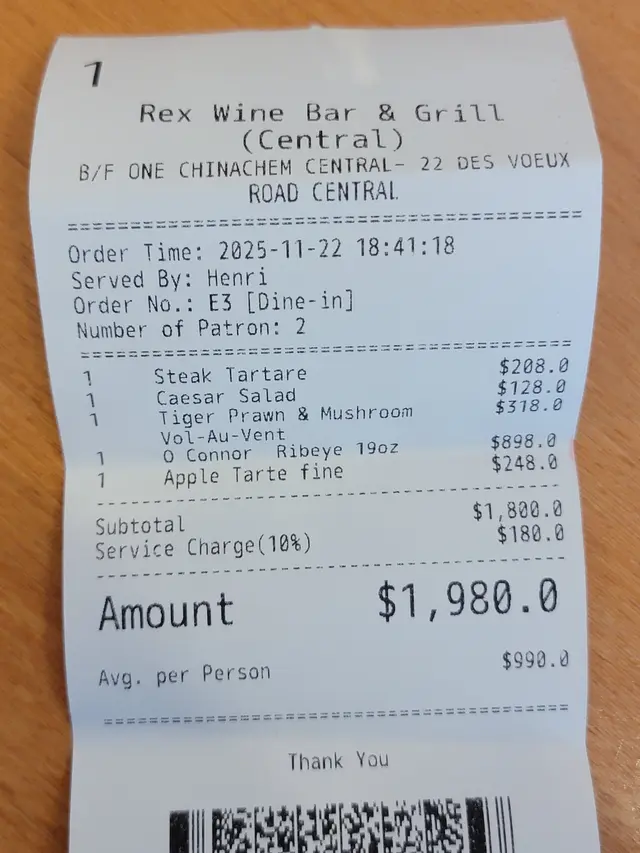 1
Rex Wine Bar & Grill
(Central)
B/F ONE CHINACHEM CENTRAL- 22 DES VOEUX
ROAD CENTRAL
========================================
Order Time: 2025-11-22 18:41:18
Served By: Henri
Order No.: E3 [Dine-in]
Number of Patron: 2
========================================
1 Steak Tartare $208.0
1 Caesar Salad $128.0
1 Tiger Prawn & Mushroom $318.0
Vol-Au-Vent
1 O Connor  Ribeye 19oz $898.0
1 Apple Tarte fine $248.0
----------------------------------------
Subtotal $1,800.0
Service Charge(10%) $180.0
----------------------------------------
Amount $1,980.0
Avg. per Person $990.0
========================================
Thank You